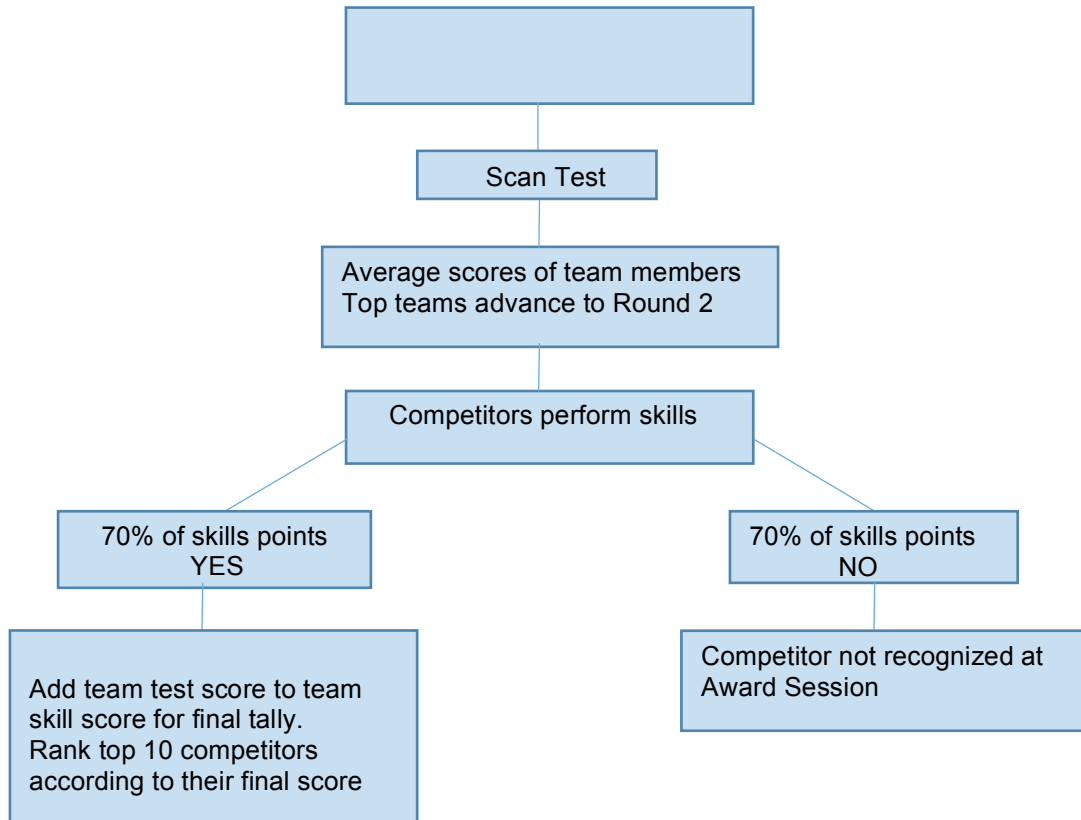 Scan Test
Average scores of team members
Top teams advance to Round 2
Competitors perform skills
70% of skills points
YES
70% of skills points
NO
Add team test score to team
skill score for final tally.
Rank top 10 competitors
according to their final score
Competitor not recognized at
Award Session